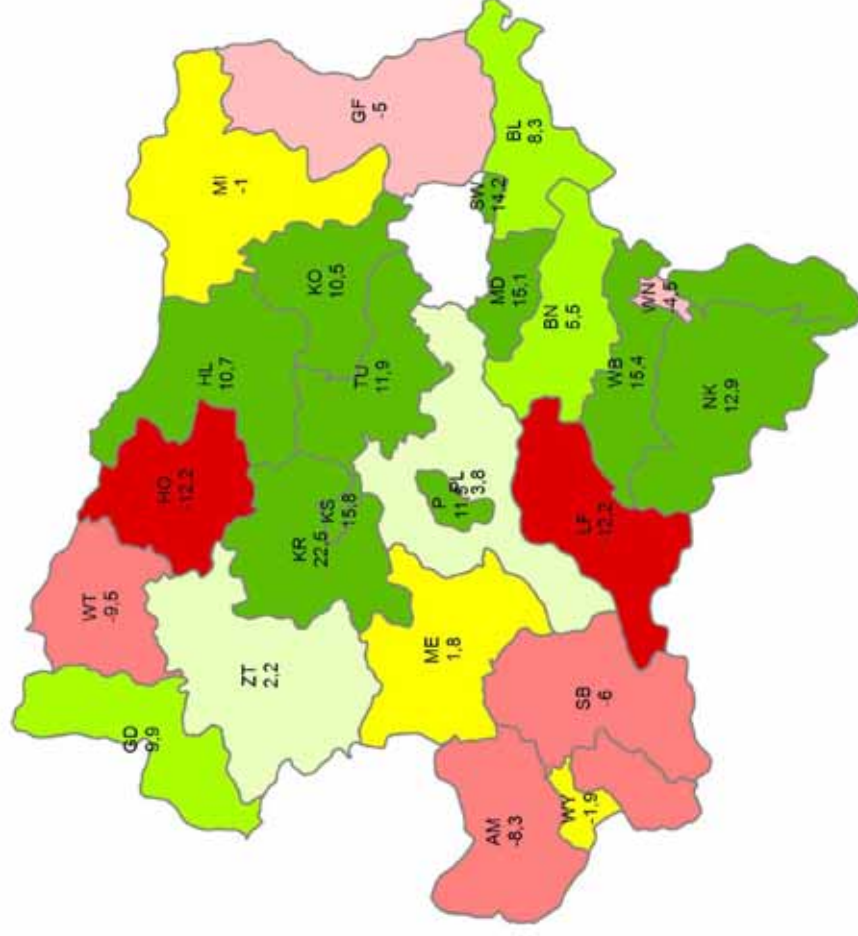 WT
-9,5
GD
9,9
HO
-12,2
HL
10,7
MI
-1
ZT
2,2
KR
22,6
KO
10,5
KS
15,8
TU
11,9
GF
-5
ME
1,8
P
PL
3,8
SW
14,2
AM
-8,3
MD
15,1
BL
8,3
BN
5,5
WY
-1,9
SB
-6
LF
-12,2
WB
15,4
WN
-4,5
NK
12,9